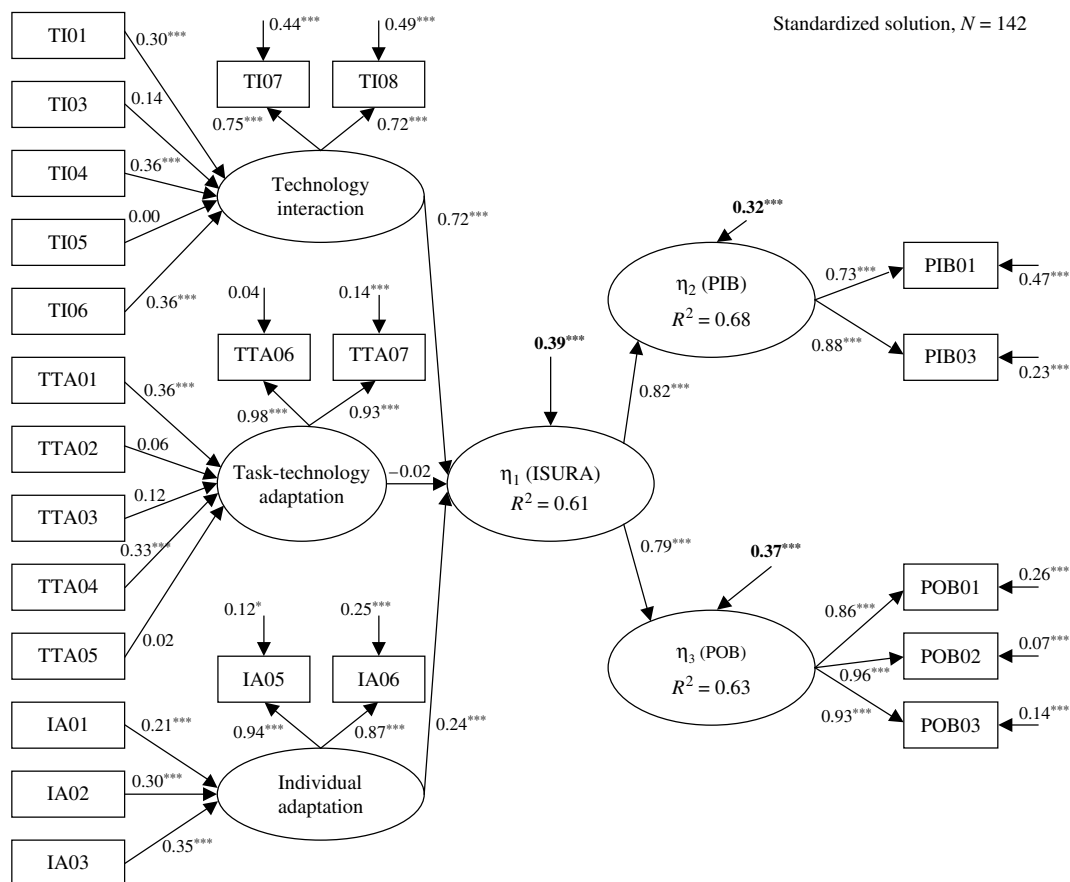 Standardized solution, N = 142
TI01
0.30***
TI03
0.14
TI04
0.36***
TI05
0.00
TI06
0.36***
0.44***
0.49***
TI07
TI08
0.75***
0.72***
Technology
interaction
0.72***
TTA01
0.36***
TTA02
0.06
TTA03
0.12
TTA04
0.33***
TTA05
0.02
0.04
0.14***
TTA06
TTA07
0.98***
0.93***
Task-technology
adaptation
−0.02
IA01
0.21***
IA02
0.30***
IA03
0.35***
0.12*
0.25***
IA05
IA06
0.94***
0.87***
Individual
adaptation
0.24***
0.39***
η1 (ISURA)
R² = 0.61
0.82***
0.79***
0.32***
η2 (PIB)
R² = 0.68
0.73***
0.88***
PIB01
0.47***
PIB03
0.23***
0.37***
η3 (POB)
R² = 0.63
0.86***
0.96***
0.93***
POB01
0.26***
POB02
0.07***
POB03
0.14***